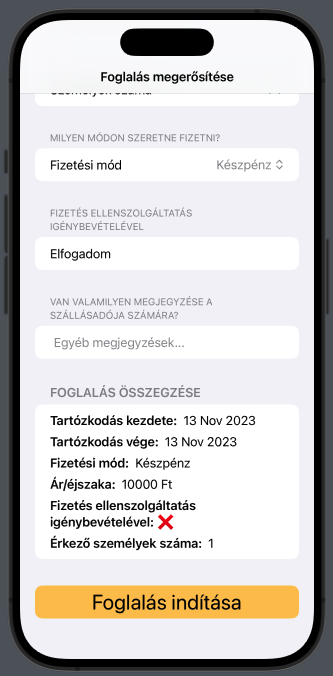 Foglalás megerősítése
MILYEN MÓDON SZERETNE FIZETNI?
Fizetési mód Készpénz
FIZETÉS ELLENSZOLGÁLTATÁS
IGÉNYBEVÉTELÉVEL
Elfogadom
VAN VALAMILYEN MEGJEGYZÉSE A
SZÁLLÁSADÓJA SZÁMÁRA?
Egyéb megjegyzések...
FOGLALÁS ÖSSZEGZÉSE
Tartózkodás kezdete: 13 Nov 2023
Tartózkodás vége: 13 Nov 2023
Fizetési mód: Készpénz
Ár/éjszaka: 10000 Ft
Fizetés ellenszolgáltatás
igénybevételével: ❌
Érkező személyek száma: 1
Foglalás indítása